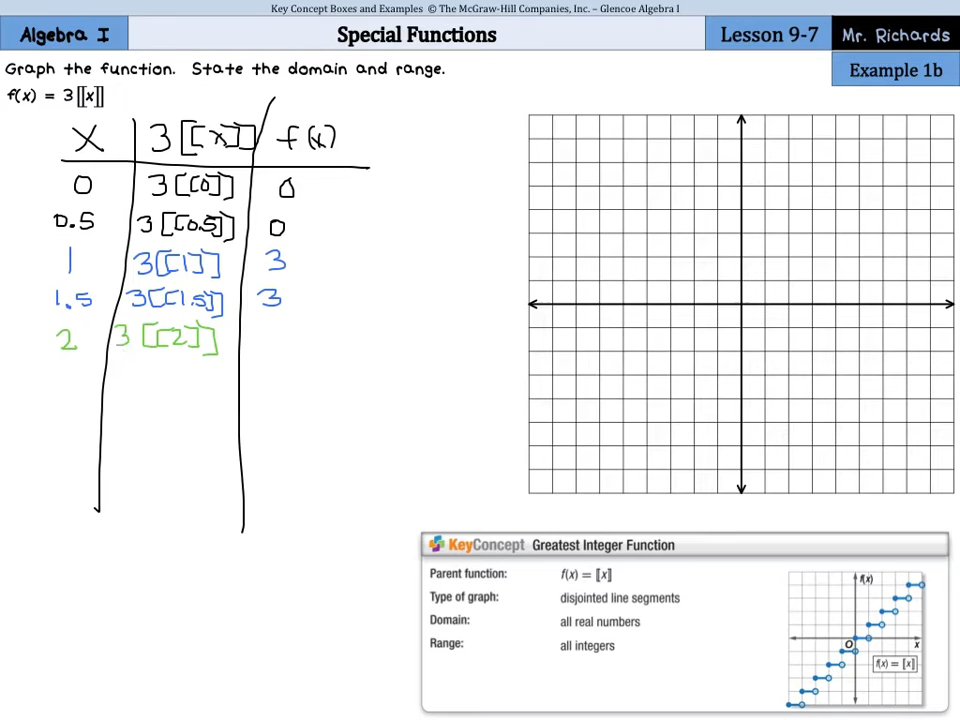 Key Concept Boxes and Examples © The McGraw-Hill Companies, Inc. – Glencoe Algebra I
Algebra I Special Functions Lesson 9-7 Mr. Richards
Graph the function. State the domain and range. Example 1b
f(x) = 3⟦x⟧
x 3[[x]] f(x)
0 3[[0]] 0
0.5 3[[0.5]] 0
1 3[[1]] 3
1.5 3[[1.5]] 3
2 3[[2]]
KeyConcept Greatest Integer Function
Parent function: f(x) = ⟦x⟧
Type of graph: disjointed line segments
Domain: all real numbers
Range: all integers
f(x)
O x
f(x) = ⟦x⟧